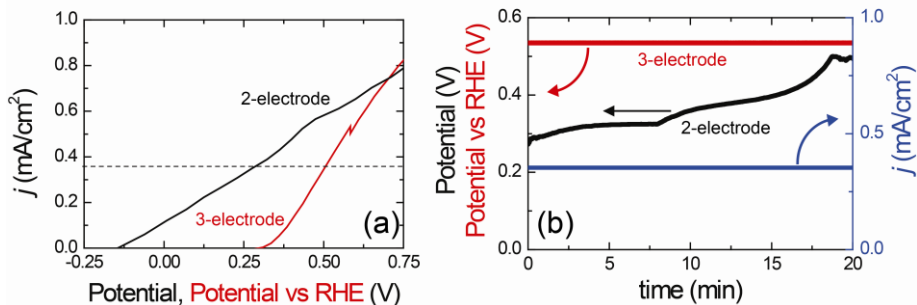 j (mA/cm²)
1.0
0.8
0.6
0.4
0.2
0.0
2-electrode
3-electrode
(a)
-0.25 0.00 0.25 0.50 0.75
Potential, Potential vs RHE (V)
Potential (V)
Potential vs RHE (V)
0.6
0.4
0.2
0.0
3-electrode
2-electrode
(b)
0 5 10 15 20
time (min)
1.0
0.5
0.0
j (mA/cm²)